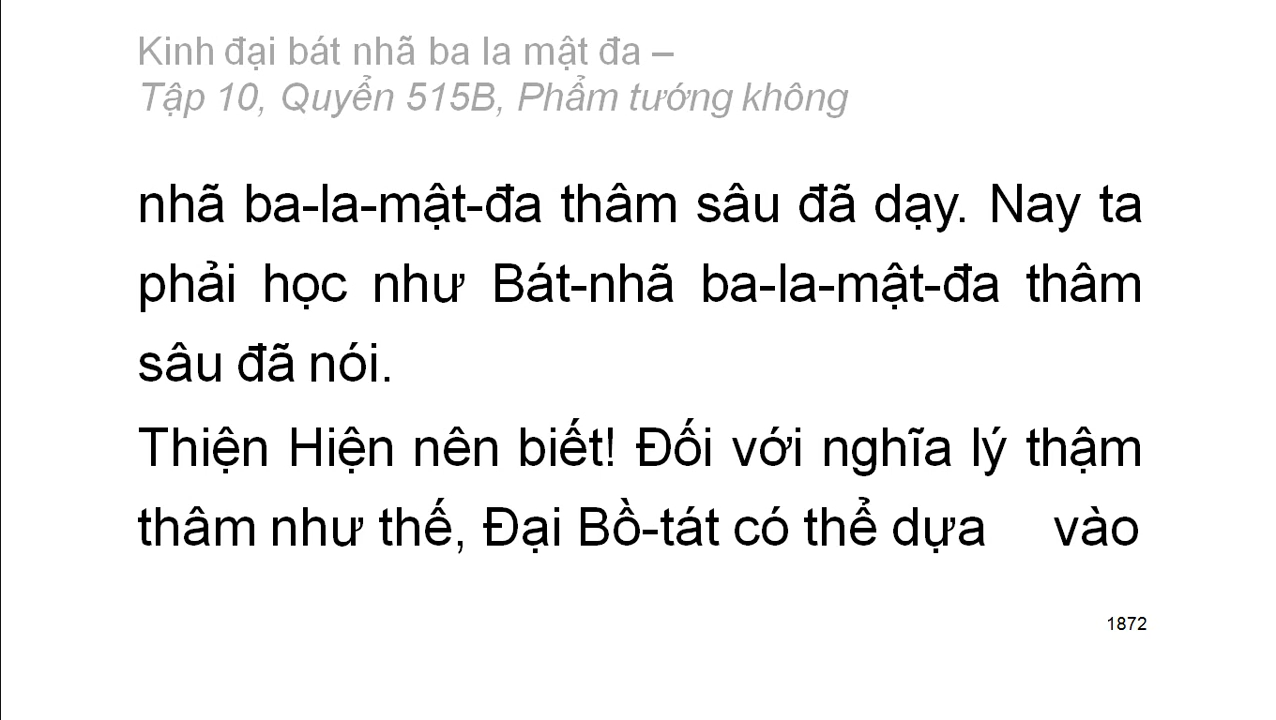 Kinh đại bát nhã ba la mật đa –
Tập 10, Quyển 515B, Phẩm tướng không
nhã ba-la-mật-đa thâm sâu đã dạy. Nay ta
phải học như Bát-nhã ba-la-mật-đa thâm
sâu đã nói.
Thiện Hiện nên biết! Đối với nghĩa lý thậm
thâm như thế, Đại Bồ-tát có thể dựa vào
1872